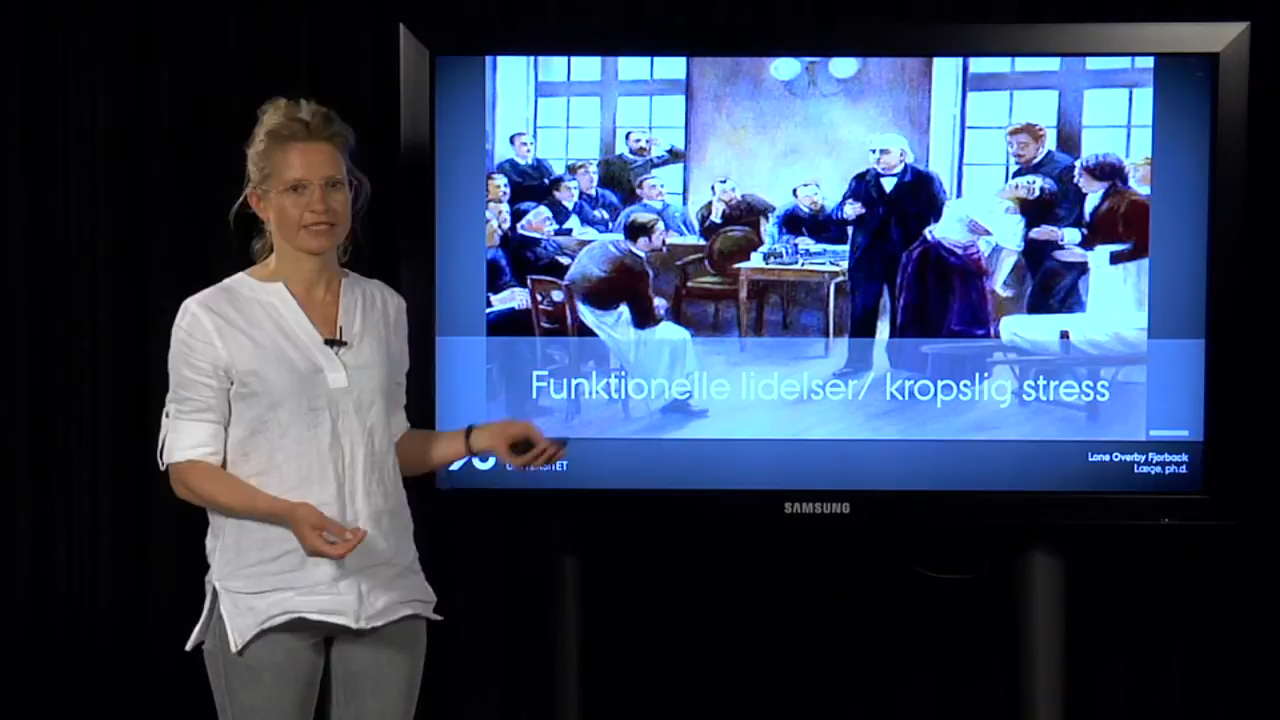 Funktionelle lidelser/ kropslig stress
Lone Overby Fjorback
Læge, ph.d.
SAMSUNG